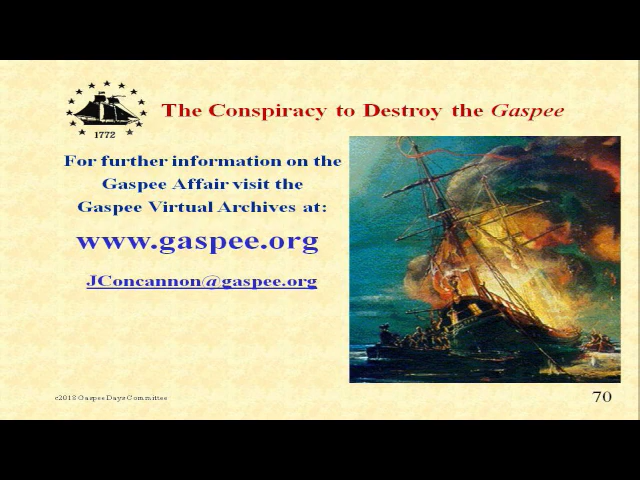 The Conspiracy to Destroy the Gaspee
1772
For further information on the
Gaspee Affair visit the
Gaspee Virtual Archives at:
www.gaspee.org
JConcannon@gaspee.org
c2018 Gaspee Days Committee
70